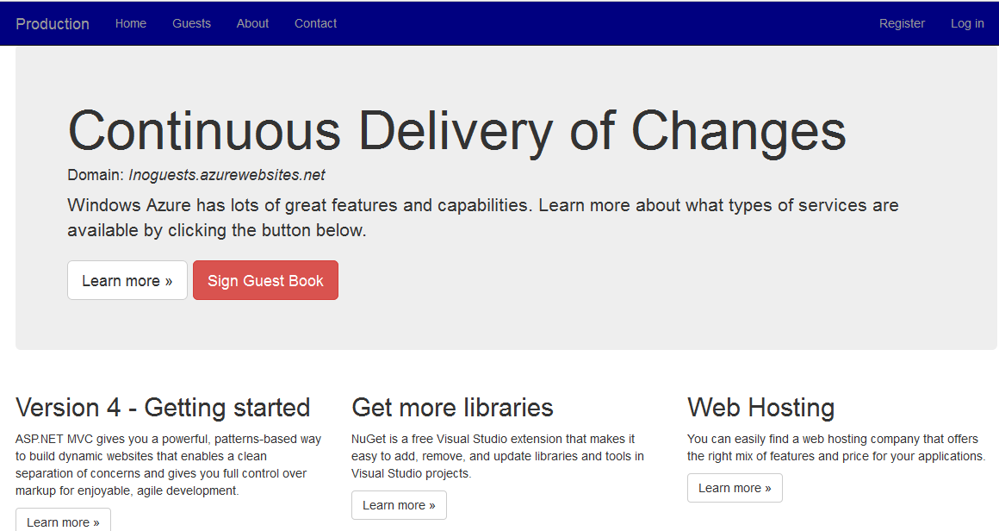 Production Home Guests About Contact Register Log in
Continuous Delivery of Changes
Domain: lnoguests.azurewebsites.net
Windows Azure has lots of great features and capabilities. Learn more about what types of services are
available by clicking the button below.
Learn more » Sign Guest Book
Version 4 - Getting started
ASP.NET MVC gives you a powerful, patterns-based way
to build dynamic websites that enables a clean
separation of concerns and gives you full control over
markup for enjoyable, agile development.
Learn more »
Get more libraries
NuGet is a free Visual Studio extension that makes it
easy to add, remove, and update libraries and tools in
Visual Studio projects.
Learn more »
Web Hosting
You can easily find a web hosting company that offers
the right mix of features and price for your applications.
Learn more »